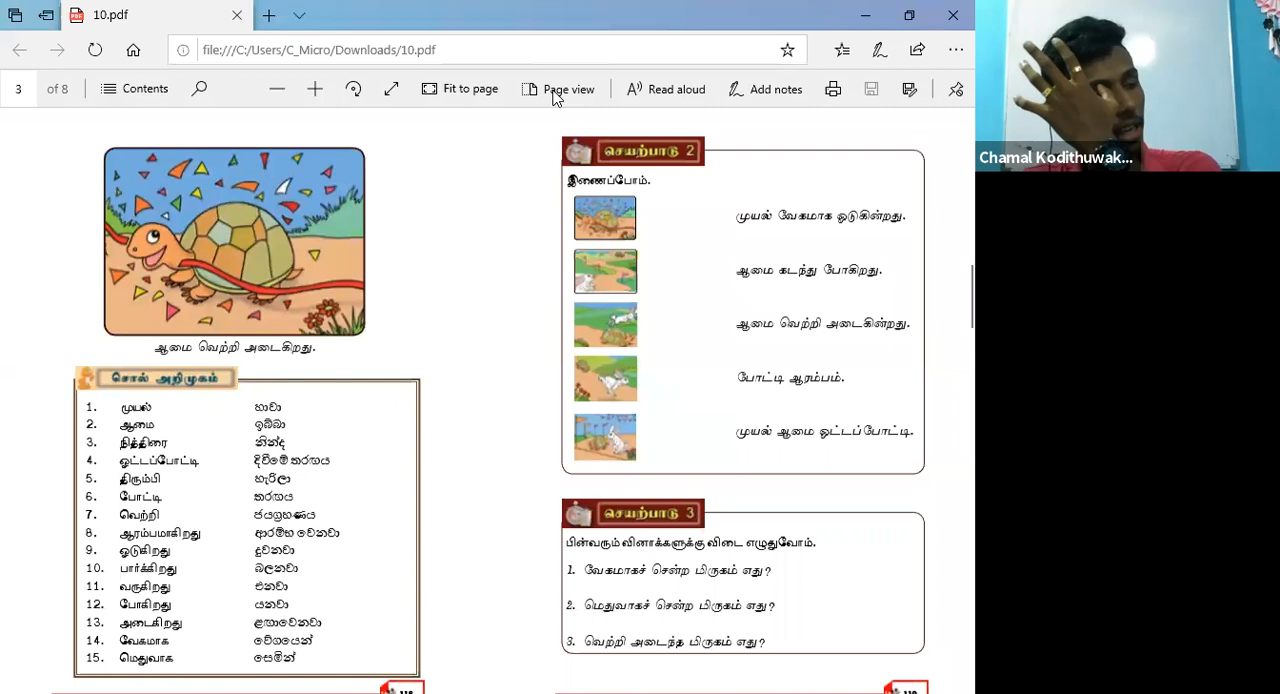 10.pdf
file:///C:/Users/C_Micro/Downloads/10.pdf
3 of 8
Contents
Fit to page
Page view
Read aloud
Add notes
Chamal Kodithuwak...
ஆமை வெற்றி அடைகிறது.
சொல் அறிமுகம்
1. முயல் හාවා
2. ஆமை ඉබ්බා
3. நித்திரை නින්ද
4. ஓட்டப்போட்டி දිවීමේ තරඟය
5. திரும்பி හැරිලා
6. போட்டி තරඟය
7. வெற்றி ජයග්‍රහණය
8. ஆரம்பமாகிறது ආරම්භ වෙනවා
9. ஓடுகிறது දුවනවා
10. பார்க்கிறது බලනවා
11. வருகிறது එනවා
12. போகிறது යනවා
13. அடைகிறது ළඟාවෙනවා
14. வேகமாக වේගයෙන්
15. மெதுவாக සෙමින්
செயற்பாடு 2
இணைப்போம்.
முயல் வேகமாக ஓடுகின்றது.
ஆமை கடந்து போகிறது.
ஆமை வெற்றி அடைகின்றது.
போட்டி ஆரம்பம்.
முயல் ஆமை ஓட்டப்போட்டி.
செயற்பாடு 3
பின்வரும் வினாக்களுக்கு விடை எழுதுவோம்.
1. வேகமாகச் சென்ற மிருகம் எது?
2. மெதுவாகச் சென்ற மிருகம் எது?
3. வெற்றி அடைந்த மிருகம் எது?